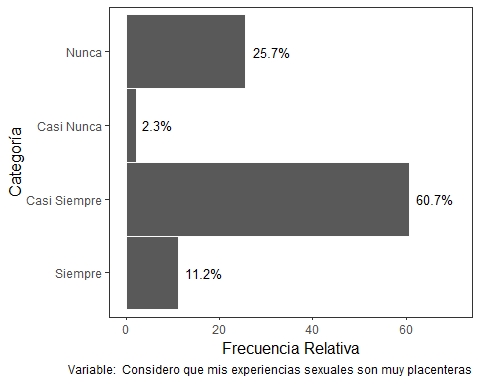 Nunca
25.7%
Casi Nunca
2.3%
Casi Siempre
60.7%
Siempre
11.2%
Categoría
0 20 40 60
Frecuencia Relativa
Variable: Considero que mis experiencias sexuales son muy placenteras